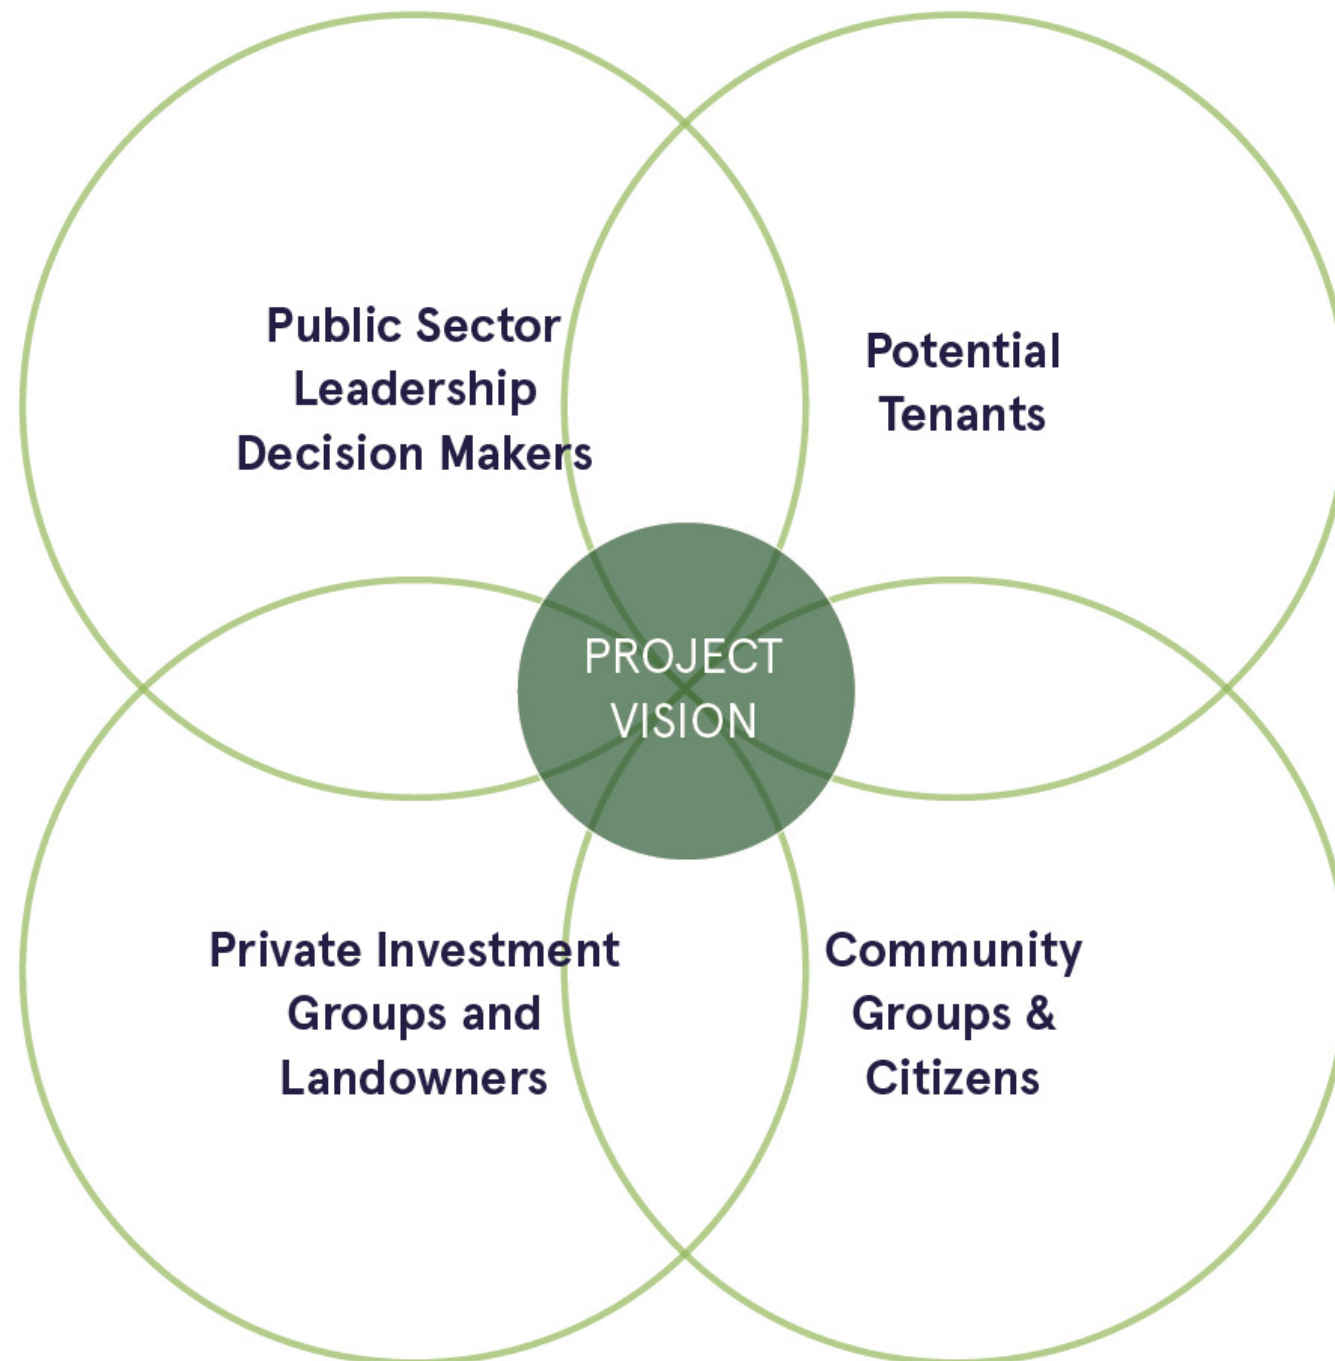 Public Sector
Leadership
Decision Makers
Potential
Tenants
PROJECT
VISION
Private Investment
Groups and
Landowners
Community
Groups &
Citizens